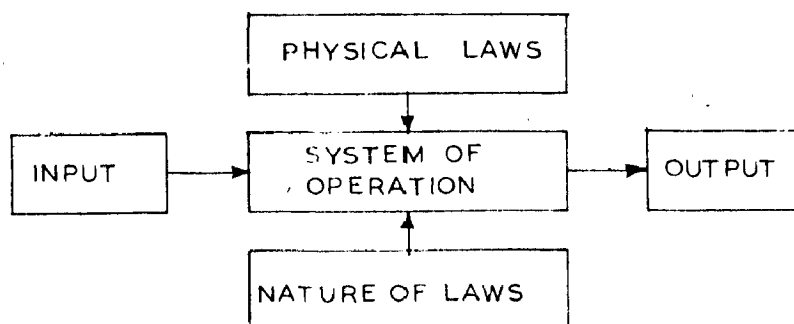 PHYSICAL LAWS
INPUT
SYSTEM OF
OPERATION
OUTPUT
NATURE OF LAWS